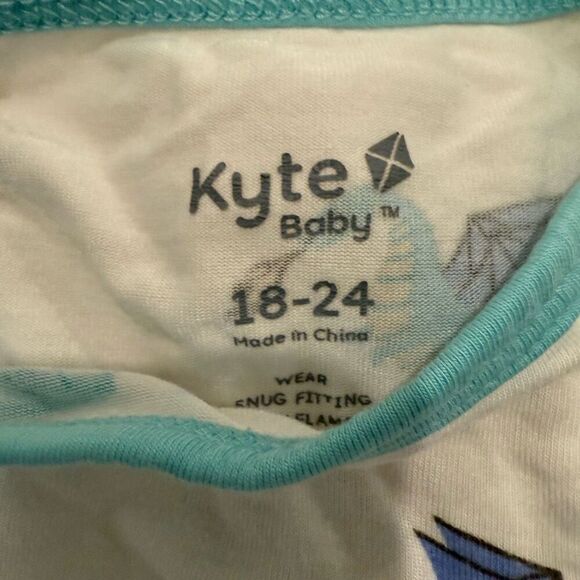 Kyte
Baby™
18-24
Made in China
WEAR
SNUG FITTING